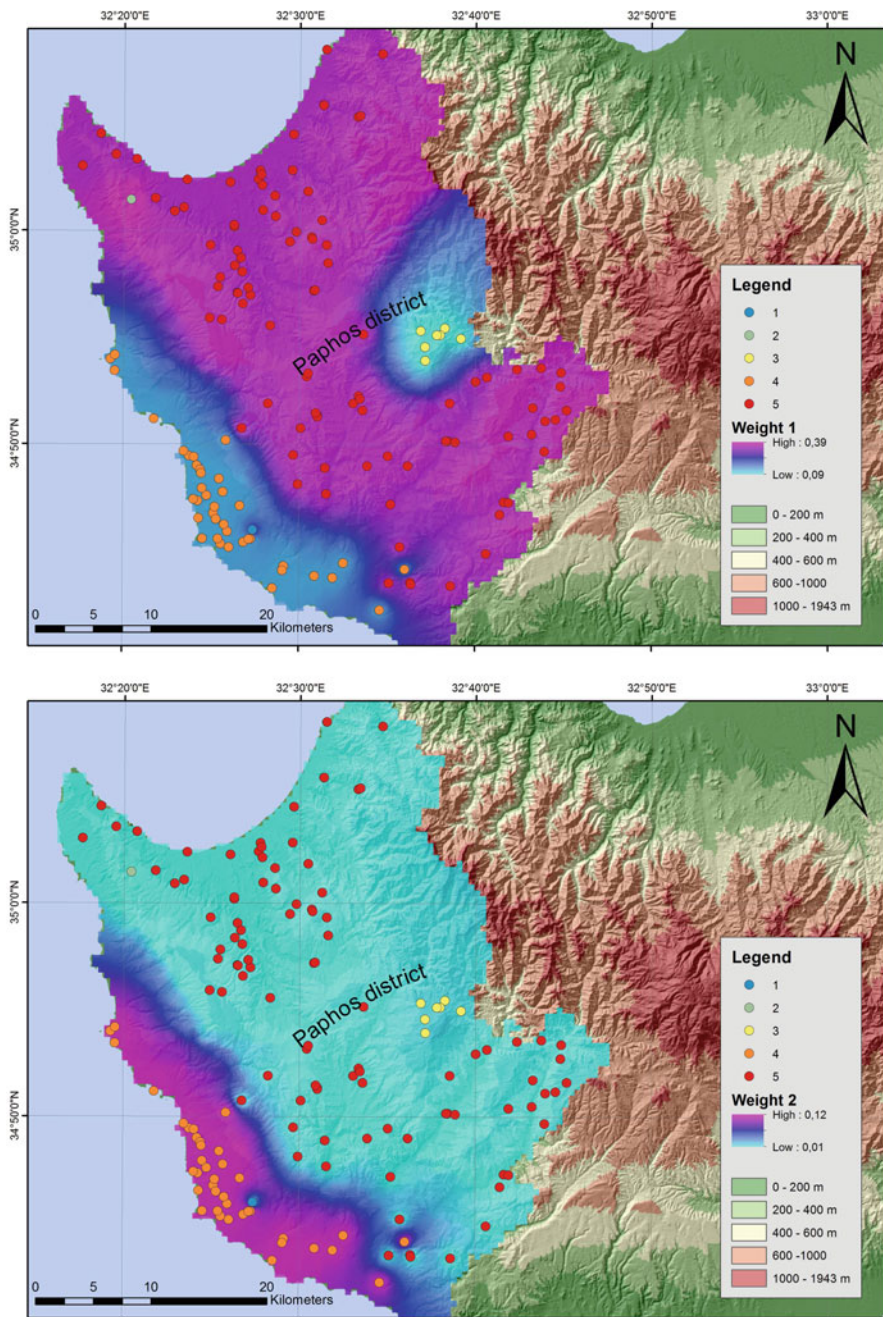 32°20'0"E 32°30'0"E 32°40'0"E 32°50'0"E 33°0'0"E
N
35°0'0"N
34°50'0"N
Paphos district
Legend
1
2
3
4
5
Weight 1
High : 0,39
Low : 0,09
0 - 200 m
200 - 400 m
400 - 600 m
600 -1000
1000 - 1943 m
0 5 10 20
Kilometers
32°20'0"E 32°30'0"E 32°40'0"E 32°50'0"E 33°0'0"E
N
35°0'0"N
34°50'0"N
Paphos district
Legend
1
2
3
4
5
Weight 2
High : 0,12
Low : 0,01
0 - 200 m
200 - 400 m
400 - 600 m
600 -1000
1000 - 1943 m
0 5 10 20
Kilometers